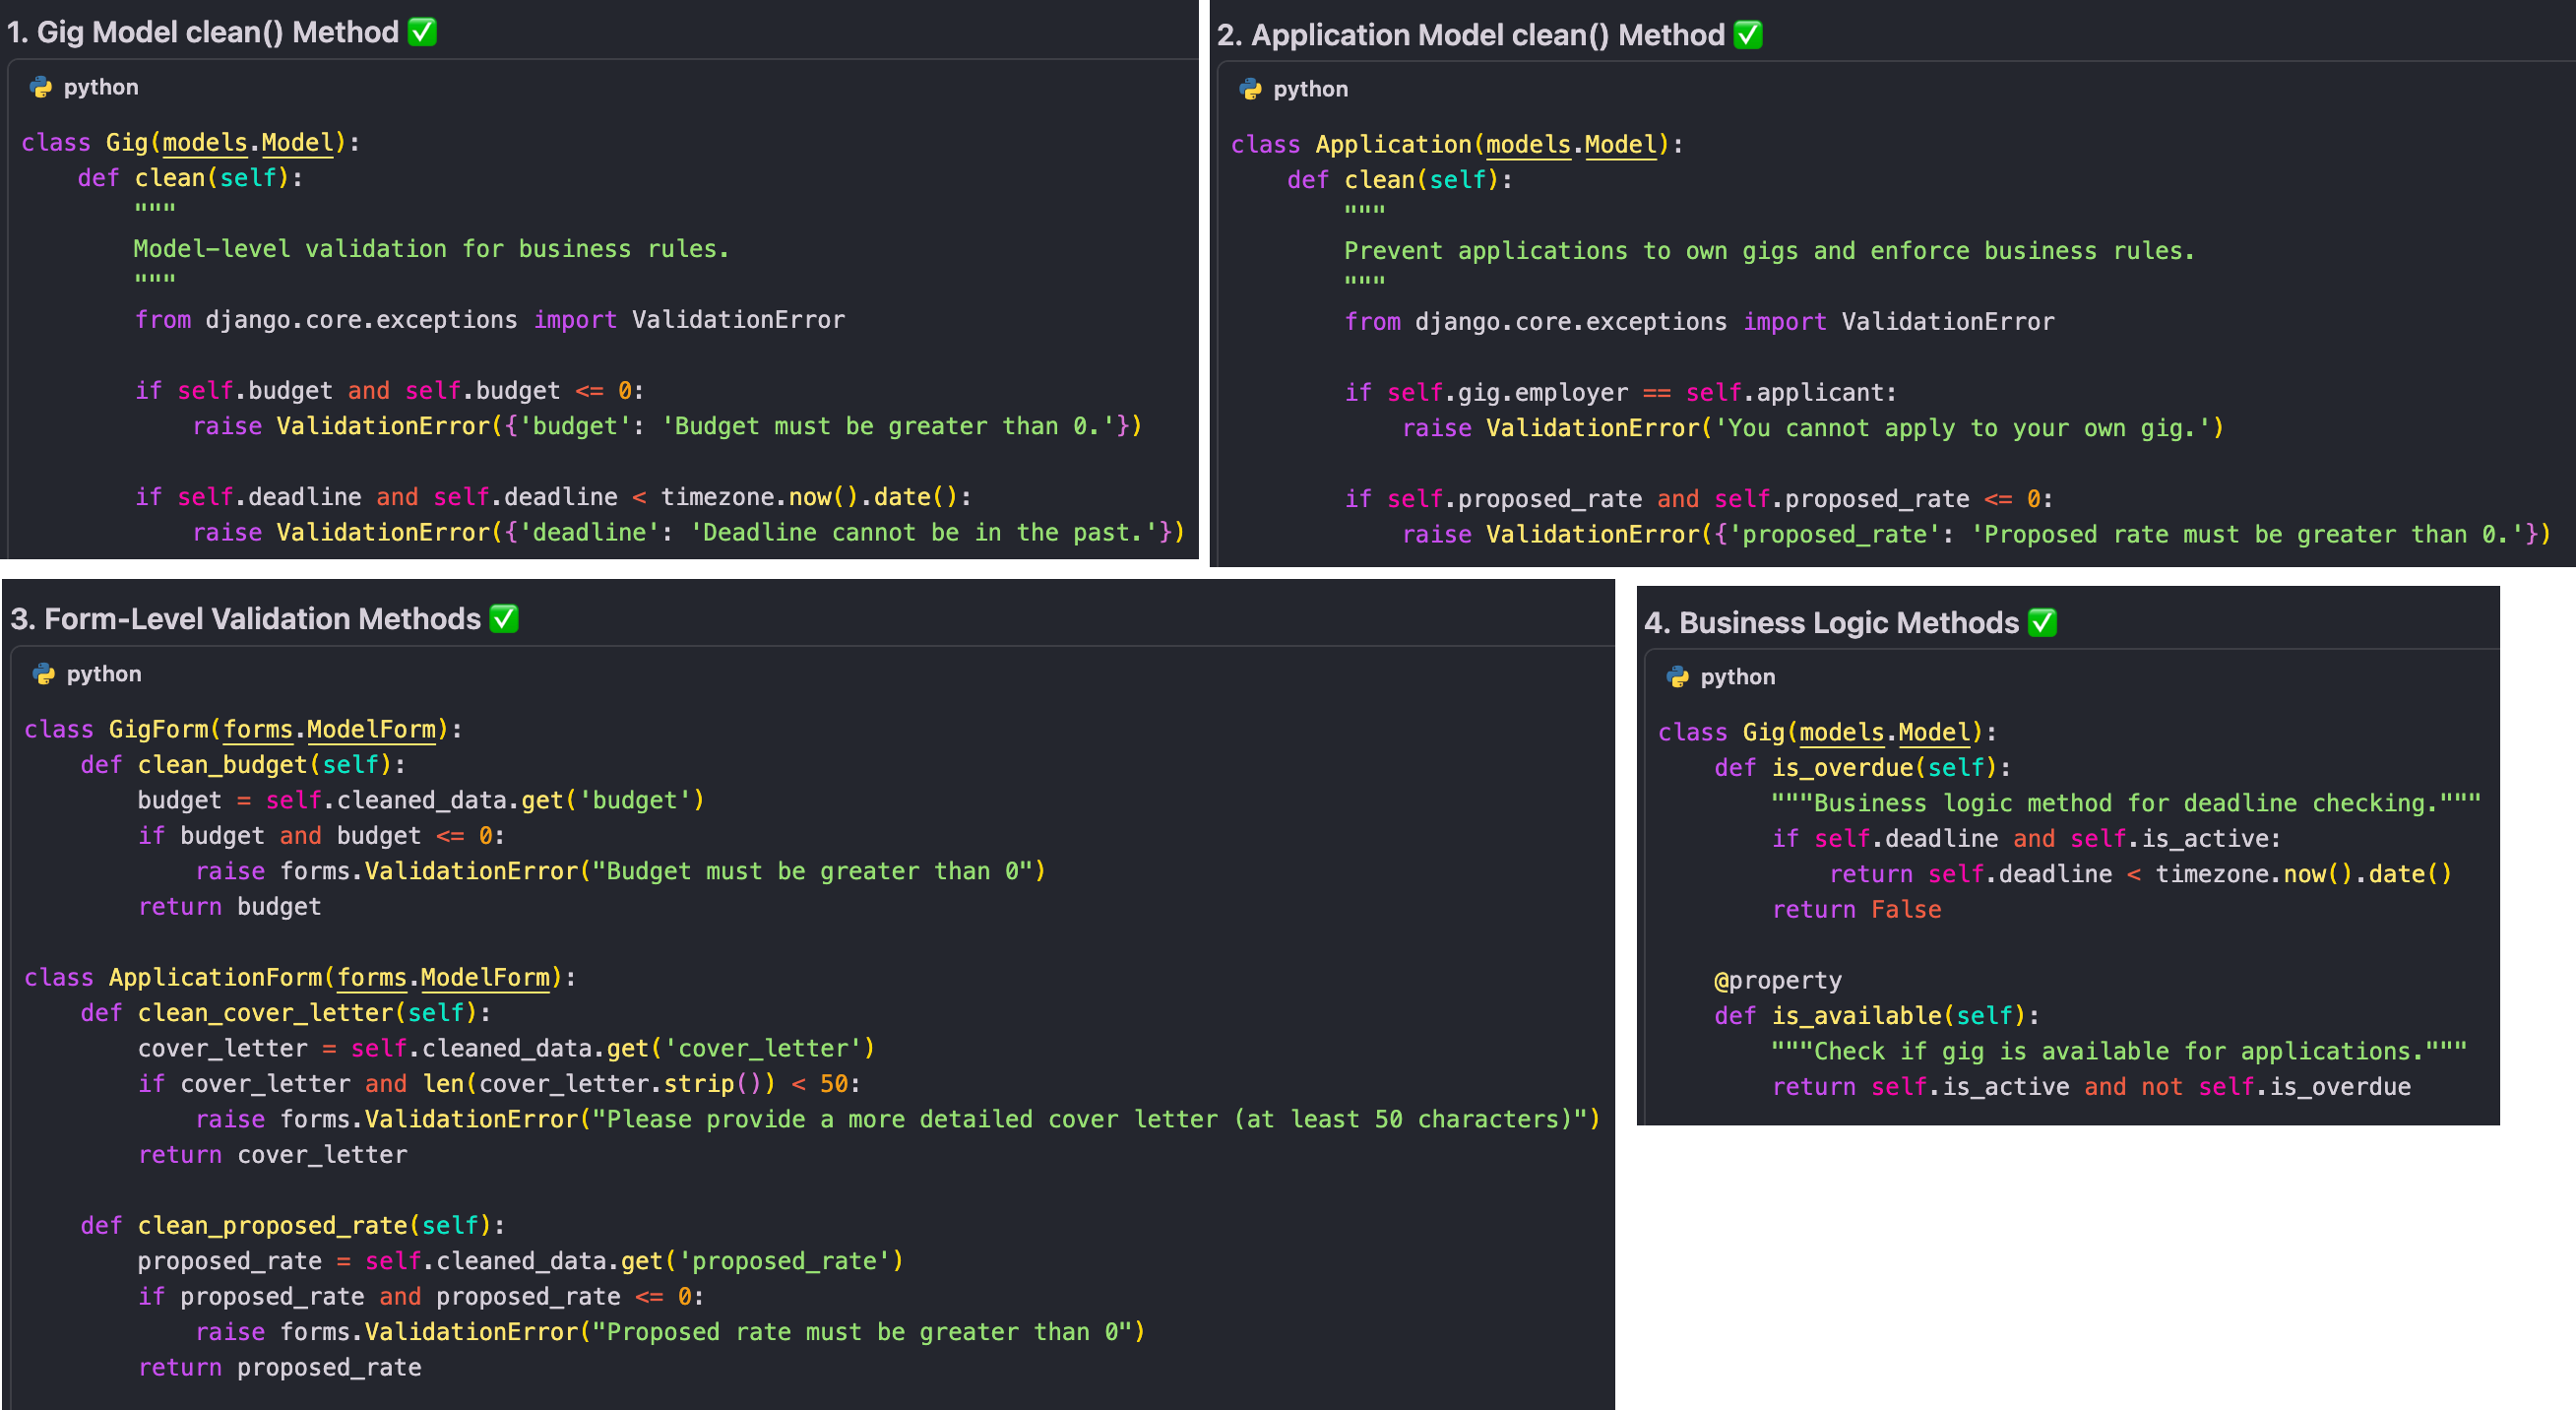 1. Gig Model clean() Method ✅
python
class Gig(models.Model):
    def clean(self):
        """
        Model-level validation for business rules.
        """
        from django.core.exceptions import ValidationError

        if self.budget and self.budget <= 0:
            raise ValidationError({'budget': 'Budget must be greater than 0.'})

        if self.deadline and self.deadline < timezone.now().date():
            raise ValidationError({'deadline': 'Deadline cannot be in the past.'})
2. Application Model clean() Method ✅
python
class Application(models.Model):
    def clean(self):
        """
        Prevent applications to own gigs and enforce business rules.
        """
        from django.core.exceptions import ValidationError

        if self.gig.employer == self.applicant:
            raise ValidationError('You cannot apply to your own gig.')

        if self.proposed_rate and self.proposed_rate <= 0:
            raise ValidationError({'proposed_rate': 'Proposed rate must be greater than 0.'})
3. Form-Level Validation Methods ✅
python
class GigForm(forms.ModelForm):
    def clean_budget(self):
        budget = self.cleaned_data.get('budget')
        if budget and budget <= 0:
            raise forms.ValidationError("Budget must be greater than 0")
        return budget

class ApplicationForm(forms.ModelForm):
    def clean_cover_letter(self):
        cover_letter = self.cleaned_data.get('cover_letter')
        if cover_letter and len(cover_letter.strip()) < 50:
            raise forms.ValidationError("Please provide a more detailed cover letter (at least 50 characters)")
        return cover_letter

    def clean_proposed_rate(self):
        proposed_rate = self.cleaned_data.get('proposed_rate')
        if proposed_rate and proposed_rate <= 0:
            raise forms.ValidationError("Proposed rate must be greater than 0")
        return proposed_rate
4. Business Logic Methods ✅
python
class Gig(models.Model):
    def is_overdue(self):
        """Business logic method for deadline checking."""
        if self.deadline and self.is_active:
            return self.deadline < timezone.now().date()
        return False

    @property
    def is_available(self):
        """Check if gig is available for applications."""
        return self.is_active and not self.is_overdue